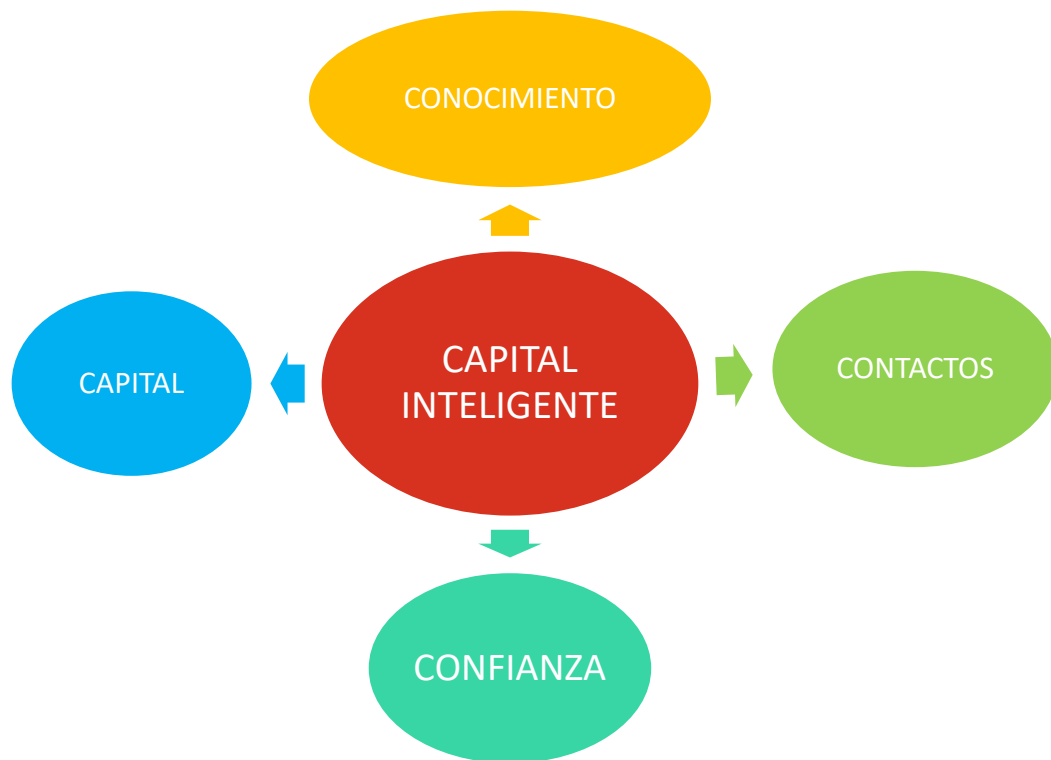 CONOCIMIENTO
CAPITAL
INTELIGENTE
CONTACTOS
CAPITAL
CONFIANZA